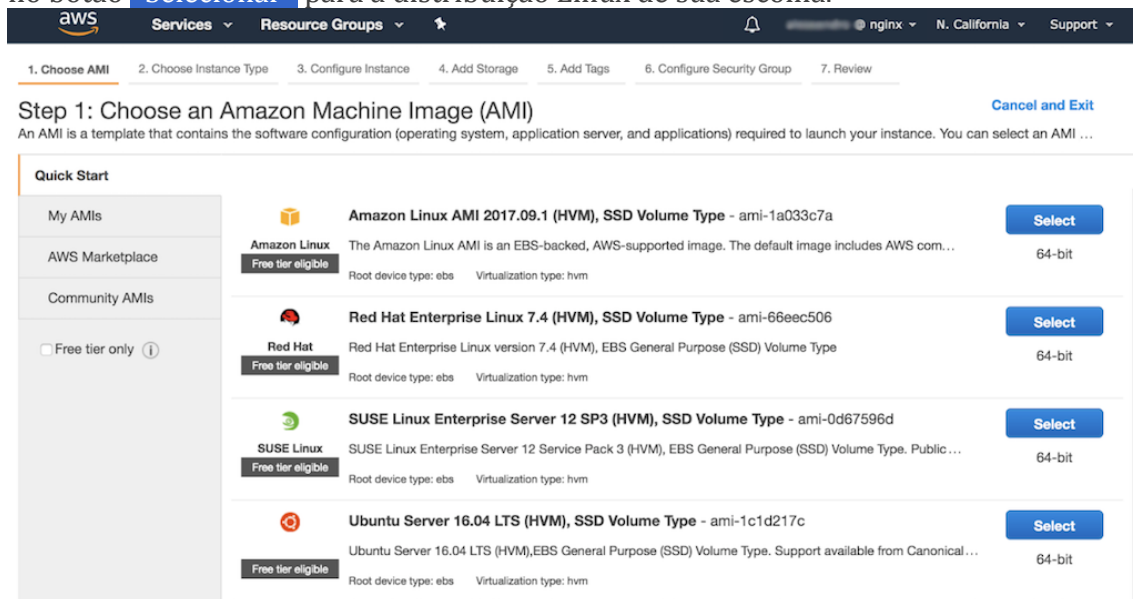 no botão Selecionar para a distribuição Linux de sua escolha.
aws Services Resource Groups @ nginx N. California Support
1. Choose AMI 2. Choose Instance Type 3. Configure Instance 4. Add Storage 5. Add Tags 6. Configure Security Group 7. Review
Step 1: Choose an Amazon Machine Image (AMI) Cancel and Exit
An AMI is a template that contains the software configuration (operating system, application server, and applications) required to launch your instance. You can select an AMI ...
Quick Start
My AMIs
AWS Marketplace
Community AMIs
Free tier only i
Amazon Linux AMI 2017.09.1 (HVM), SSD Volume Type - ami-1a033c7a Select
Amazon Linux The Amazon Linux AMI is an EBS-backed, AWS-supported image. The default image includes AWS com... 64-bit
Free tier eligible
Root device type: ebs Virtualization type: hvm
Red Hat Enterprise Linux 7.4 (HVM), SSD Volume Type - ami-66eec506 Select
Red Hat Red Hat Enterprise Linux version 7.4 (HVM), EBS General Purpose (SSD) Volume Type 64-bit
Free tier eligible
Root device type: ebs Virtualization type: hvm
SUSE Linux Enterprise Server 12 SP3 (HVM), SSD Volume Type - ami-0d67596d Select
SUSE Linux SUSE Linux Enterprise Server 12 Service Pack 3 (HVM), EBS General Purpose (SSD) Volume Type. Public ... 64-bit
Free tier eligible
Root device type: ebs Virtualization type: hvm
Ubuntu Server 16.04 LTS (HVM), SSD Volume Type - ami-1c1d217c Select
Ubuntu Server 16.04 LTS (HVM),EBS General Purpose (SSD) Volume Type. Support available from Canonical... 64-bit
Free tier eligible
Root device type: ebs Virtualization type: hvm